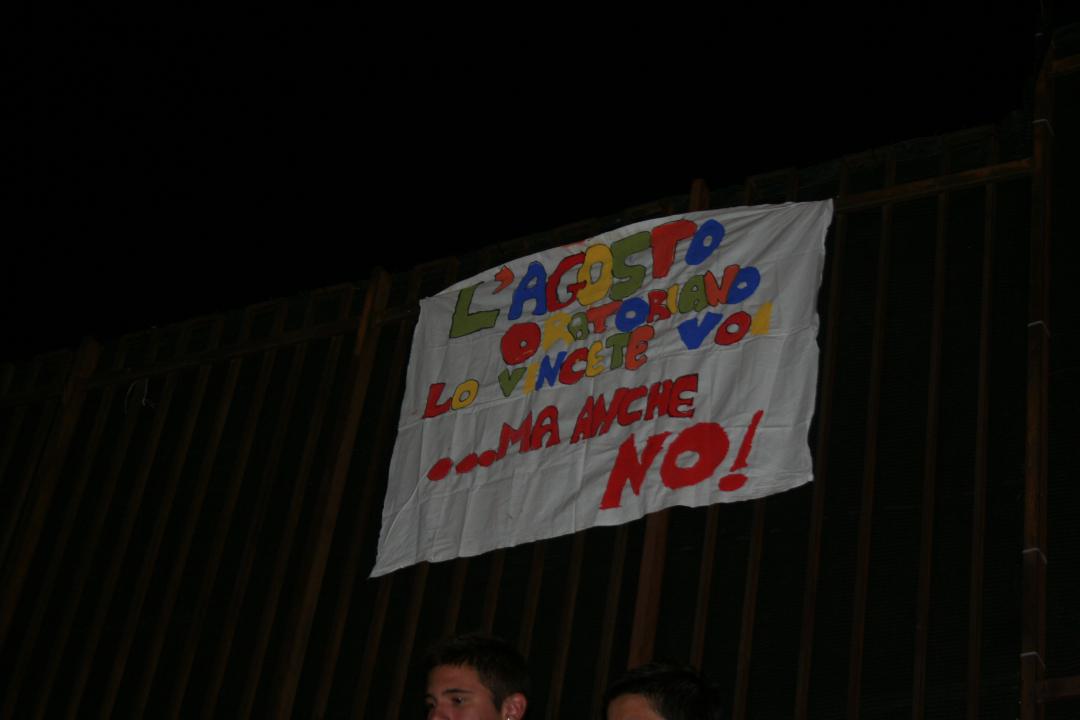 L'AGOSTO
ORATORIANO
LO VINCETE VOI
...MA ANCHE
NO!